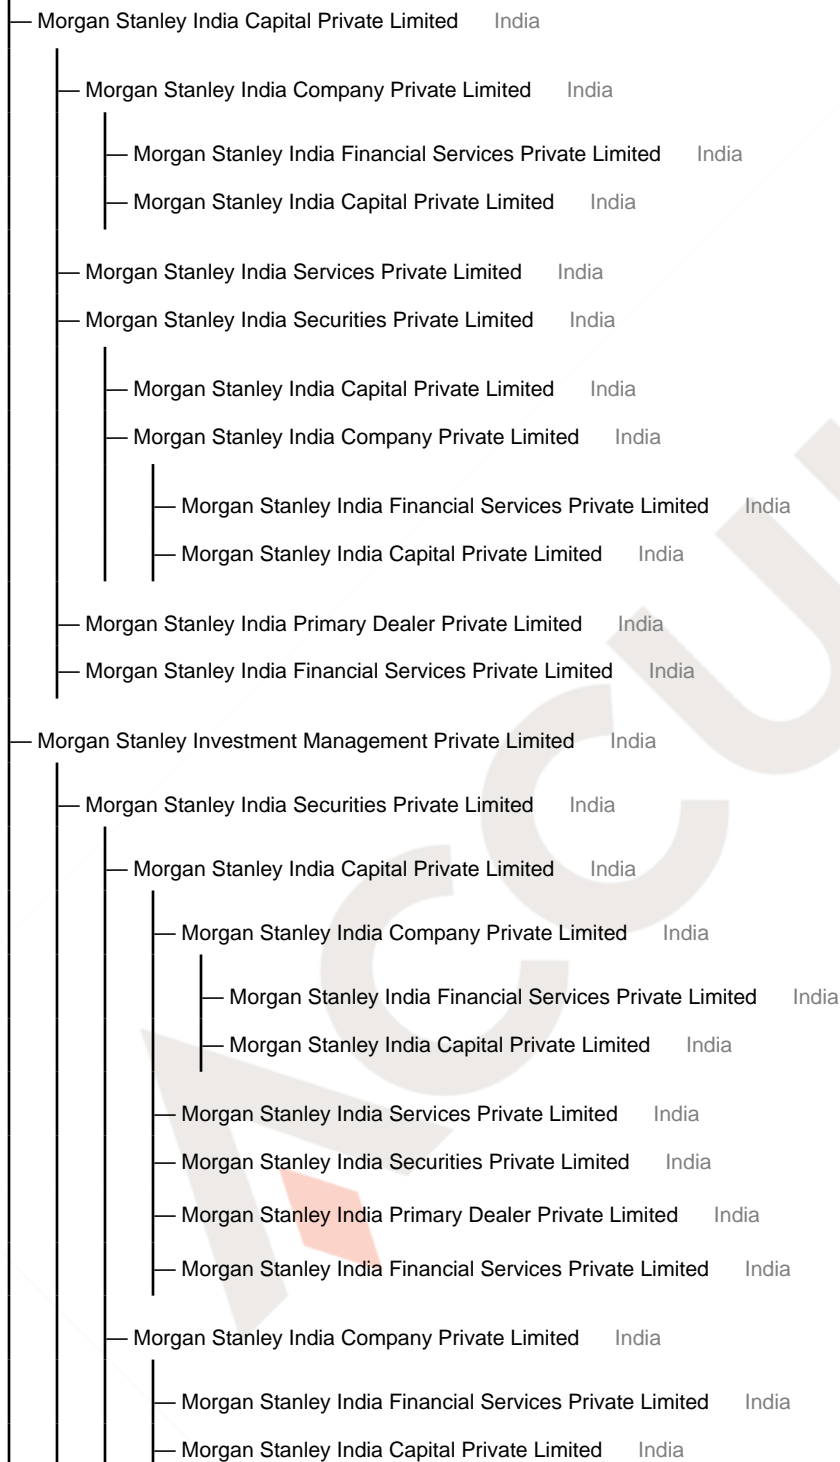 Morgan Stanley India Capital Private Limited India
Morgan Stanley India Company Private Limited India
Morgan Stanley India Financial Services Private Limited India
Morgan Stanley India Capital Private Limited India
Morgan Stanley India Services Private Limited India
Morgan Stanley India Securities Private Limited India
Morgan Stanley India Capital Private Limited India
Morgan Stanley India Company Private Limited India
Morgan Stanley India Financial Services Private Limited India
Morgan Stanley India Capital Private Limited India
Morgan Stanley India Primary Dealer Private Limited India
Morgan Stanley India Financial Services Private Limited India
Morgan Stanley Investment Management Private Limited India
Morgan Stanley India Securities Private Limited India
Morgan Stanley India Capital Private Limited India
Morgan Stanley India Company Private Limited India
Morgan Stanley India Financial Services Private Limited India
Morgan Stanley India Capital Private Limited India
Morgan Stanley India Services Private Limited India
Morgan Stanley India Securities Private Limited India
Morgan Stanley India Primary Dealer Private Limited India
Morgan Stanley India Financial Services Private Limited India
Morgan Stanley India Company Private Limited India
Morgan Stanley India Financial Services Private Limited India
Morgan Stanley India Capital Private Limited India